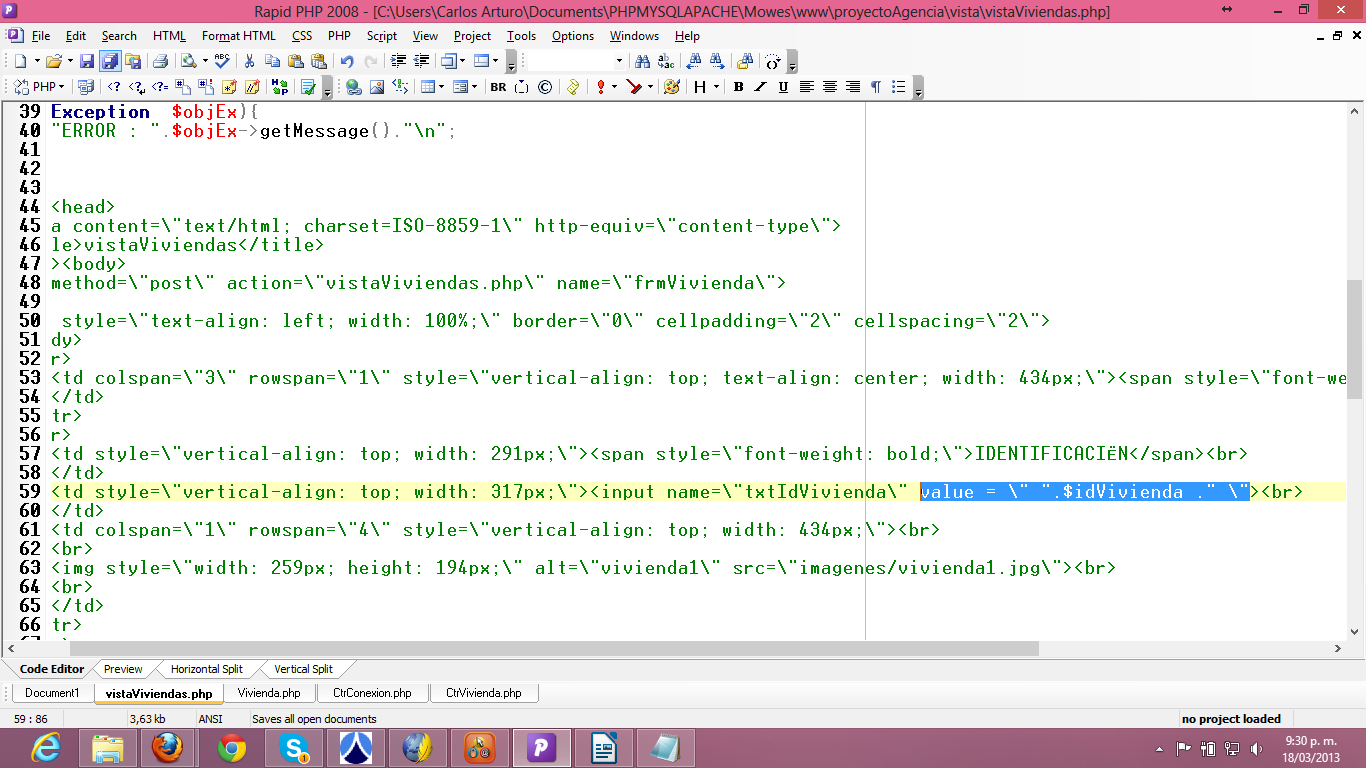 Rapid PHP 2008 - [C:\Users\Carlos Arturo\Documents\PHPMYSQLAPACHE\Mowes\www\proyectoAgencia\vista\vistaViviendas.php]
File Edit Search HTML Format HTML CSS PHP Script View Project Tools Options Windows Help
PHP BR © H B I U ¶
39 Exception $objEx){
40 "ERROR : ".$objEx->getMessage()."\n";
41
42
43
44 <head>
45 a content=\"text/html; charset=ISO-8859-1\" http-equiv=\"content-type\">
46 le>vistaViviendas</title>
47 ><body>
48 method=\"post\" action=\"vistaViviendas.php\" name=\"frmVivienda\">
49
50 style=\"text-align: left; width: 100%;\" border=\"0\" cellpadding=\"2\" cellspacing=\"2\">
51 dy>
52 r>
53 <td colspan=\"3\" rowspan=\"1\" style=\"vertical-align: top; text-align: center; width: 434px;\"><span style=\"font-we
54 </td>
55 tr>
56 r>
57 <td style=\"vertical-align: top; width: 291px;\"><span style=\"font-weight: bold;\">IDENTIFICACIËN</span><br>
58 </td>
59 <td style=\"vertical-align: top; width: 317px;\"><input name=\"txtIdVivienda\" value = \" ".$idVivienda ." \"><br>
60 </td>
61 <td colspan=\"1\" rowspan=\"4\" style=\"vertical-align: top; width: 434px;\"><br>
62 <br>
63 <img style=\"width: 259px; height: 194px;\" alt=\"vivienda1\" src=\"imagenes/vivienda1.jpg\"><br>
64 <br>
65 </td>
66 tr>
Code Editor Preview Horizontal Split Vertical Split
Document1 vistaViviendas.php Vivienda.php CtrConexion.php CtrVivienda.php
59 : 86 3,63 kb ANSI Saves all open documents no project loaded
9:30 p. m.
18/03/2013